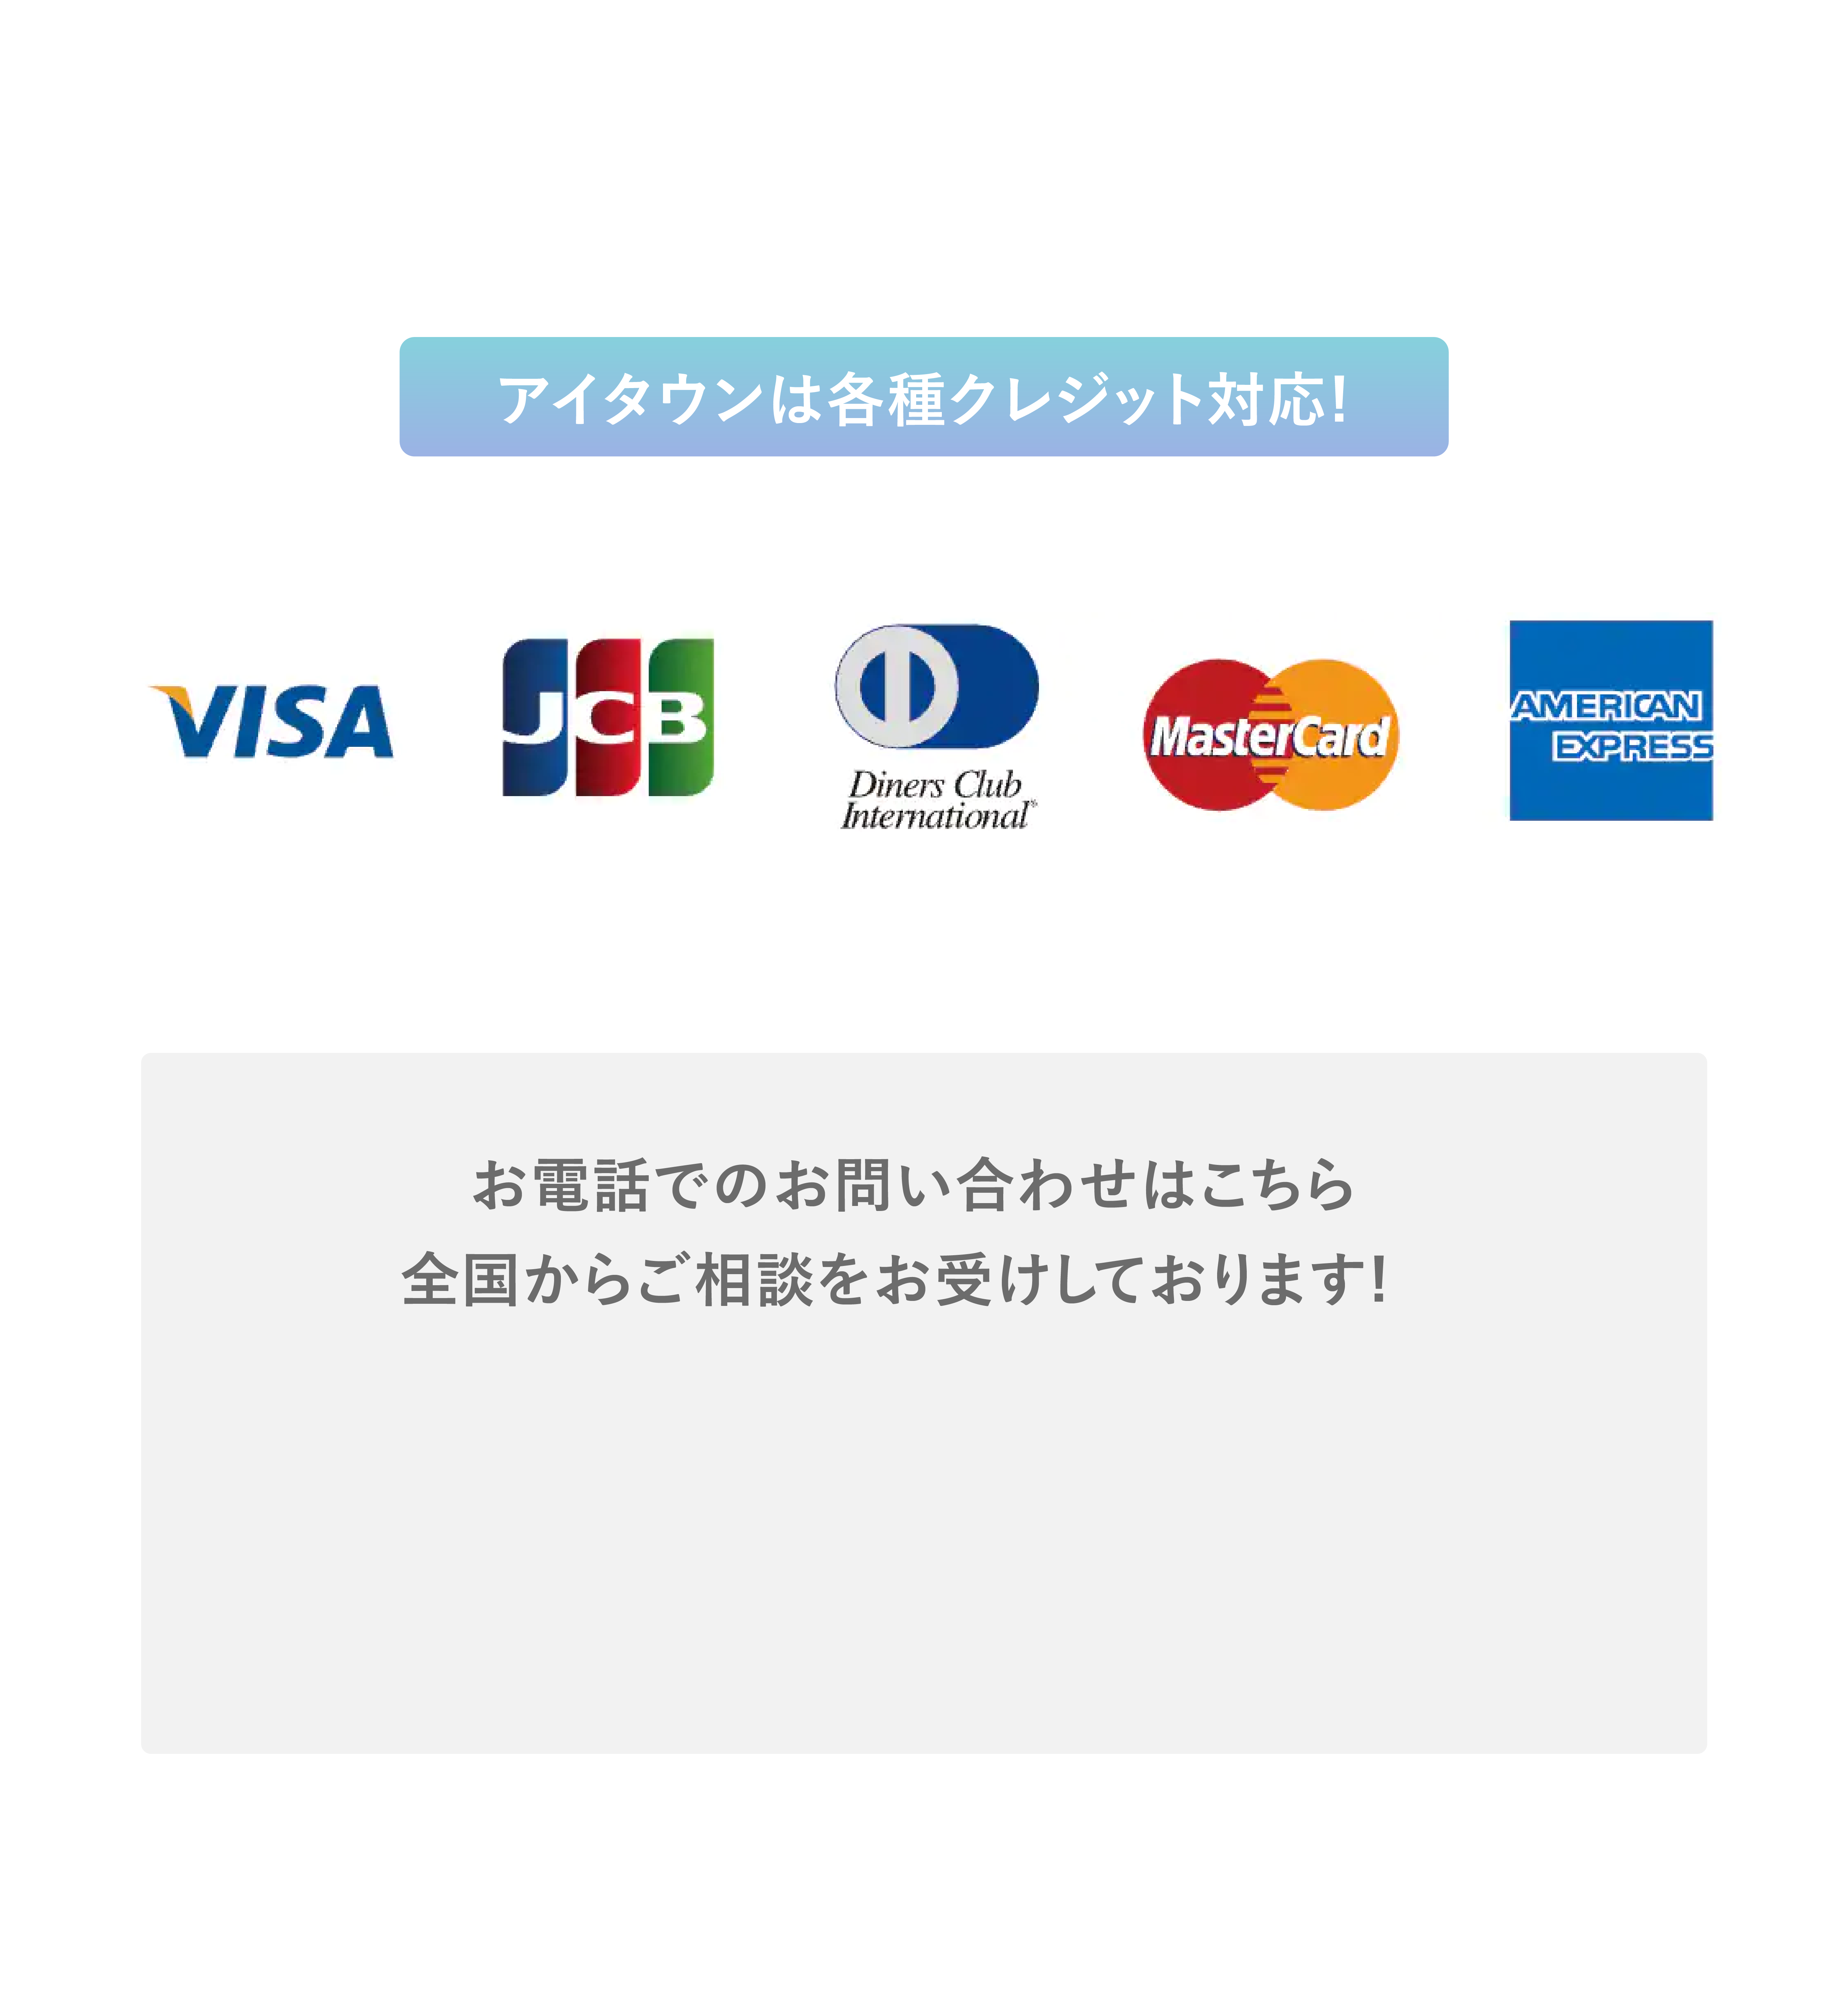 アイタウンは各種クレジット対応！
VISA
JCB
Diners Club
International®
MasterCard
AMERICAN
EXPRESS
お電話でのお問い合わせはこちら
全国からご相談をお受けしております！